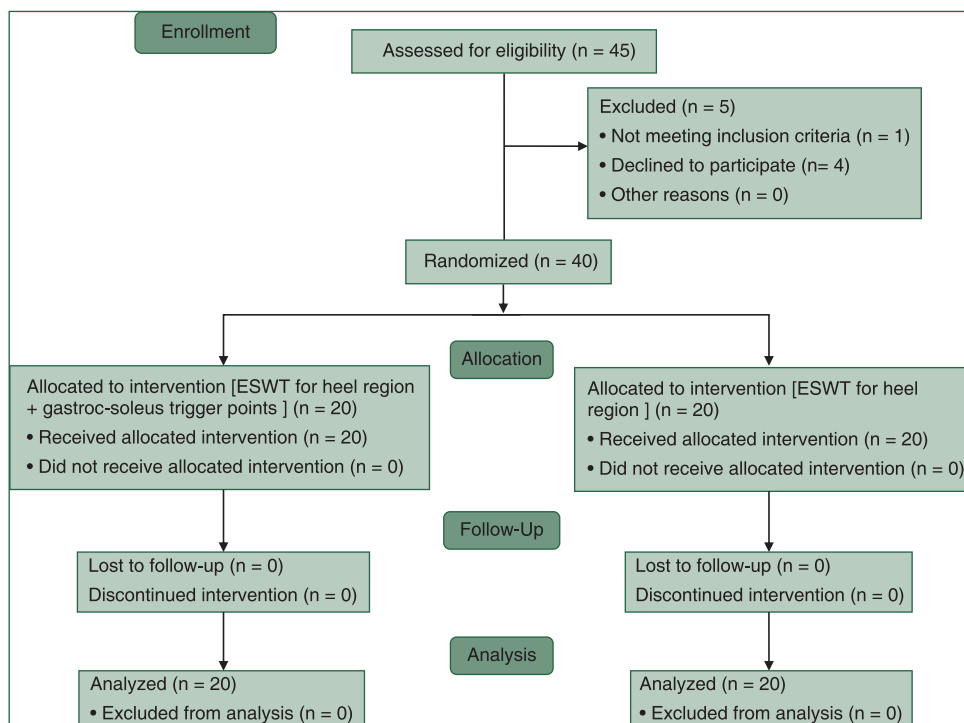 Enrollment
Assessed for eligibility (n = 45)
Excluded (n = 5)
• Not meeting inclusion criteria (n = 1)
• Declined to participate (n= 4)
• Other reasons (n = 0)
Randomized (n = 40)
Allocation
Allocated to intervention [ESWT for heel region
+ gastroc-soleus trigger points ] (n = 20)
• Received allocated intervention (n = 20)
• Did not receive allocated intervention (n = 0)
Allocated to intervention [ESWT for heel
region ] (n = 20)
• Received allocated intervention (n = 20)
• Did not receive allocated intervention (n = 0)
Follow-Up
Lost to follow-up (n = 0)
Discontinued intervention (n = 0)
Lost to follow-up (n = 0)
Discontinued intervention (n = 0)
Analysis
Analyzed (n = 20)
• Excluded from analysis (n = 0)
Analyzed (n = 20)
• Excluded from analysis (n = 0)